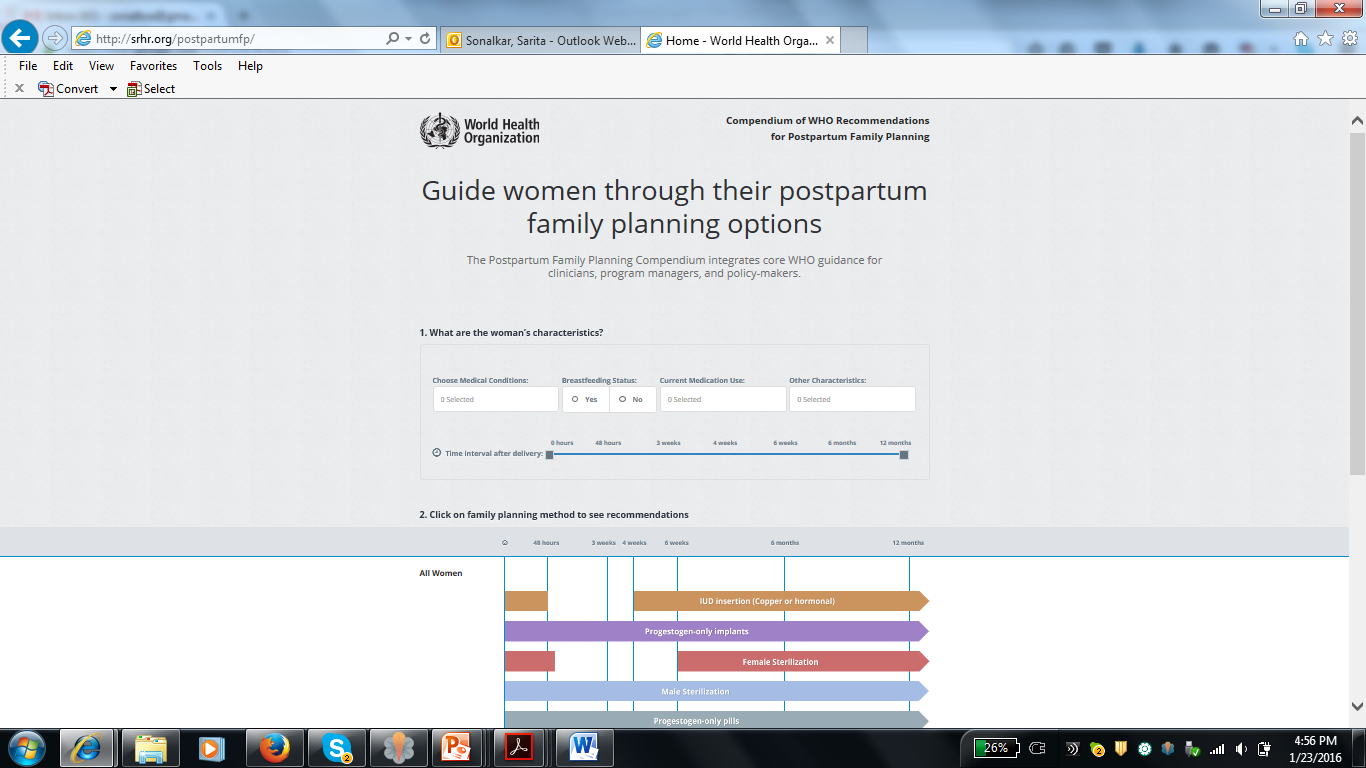 http://srhr.org/postpartumfp/
Sonalkar, Sarita - Outlook Web...
Home - World Health Orga...
File Edit View Favorites Tools Help
Convert Select
World Health
Organization
Compendium of WHO Recommendations
for Postpartum Family Planning
Guide women through their postpartum
family planning options
The Postpartum Family Planning Compendium integrates core WHO guidance for
clinicians, program managers, and policy-makers.
1. What are the woman's characteristics?
Choose Medical Conditions: Breastfeeding Status: Current Medication Use: Other Characteristics:
0 Selected Yes No 0 Selected 0 Selected
0 hours 48 hours 3 weeks 4 weeks 6 weeks 6 months 12 months
Time interval after delivery:
2. Click on family planning method to see recommendations
48 hours 3 weeks 4 weeks 6 weeks 6 months 12 months
All Women
IUD insertion (Copper or hormonal)
Progestogen-only implants
Female Sterilization
Male Sterilization
Progestogen-only pills
2
26%
2
4:56 PM
1/23/2016